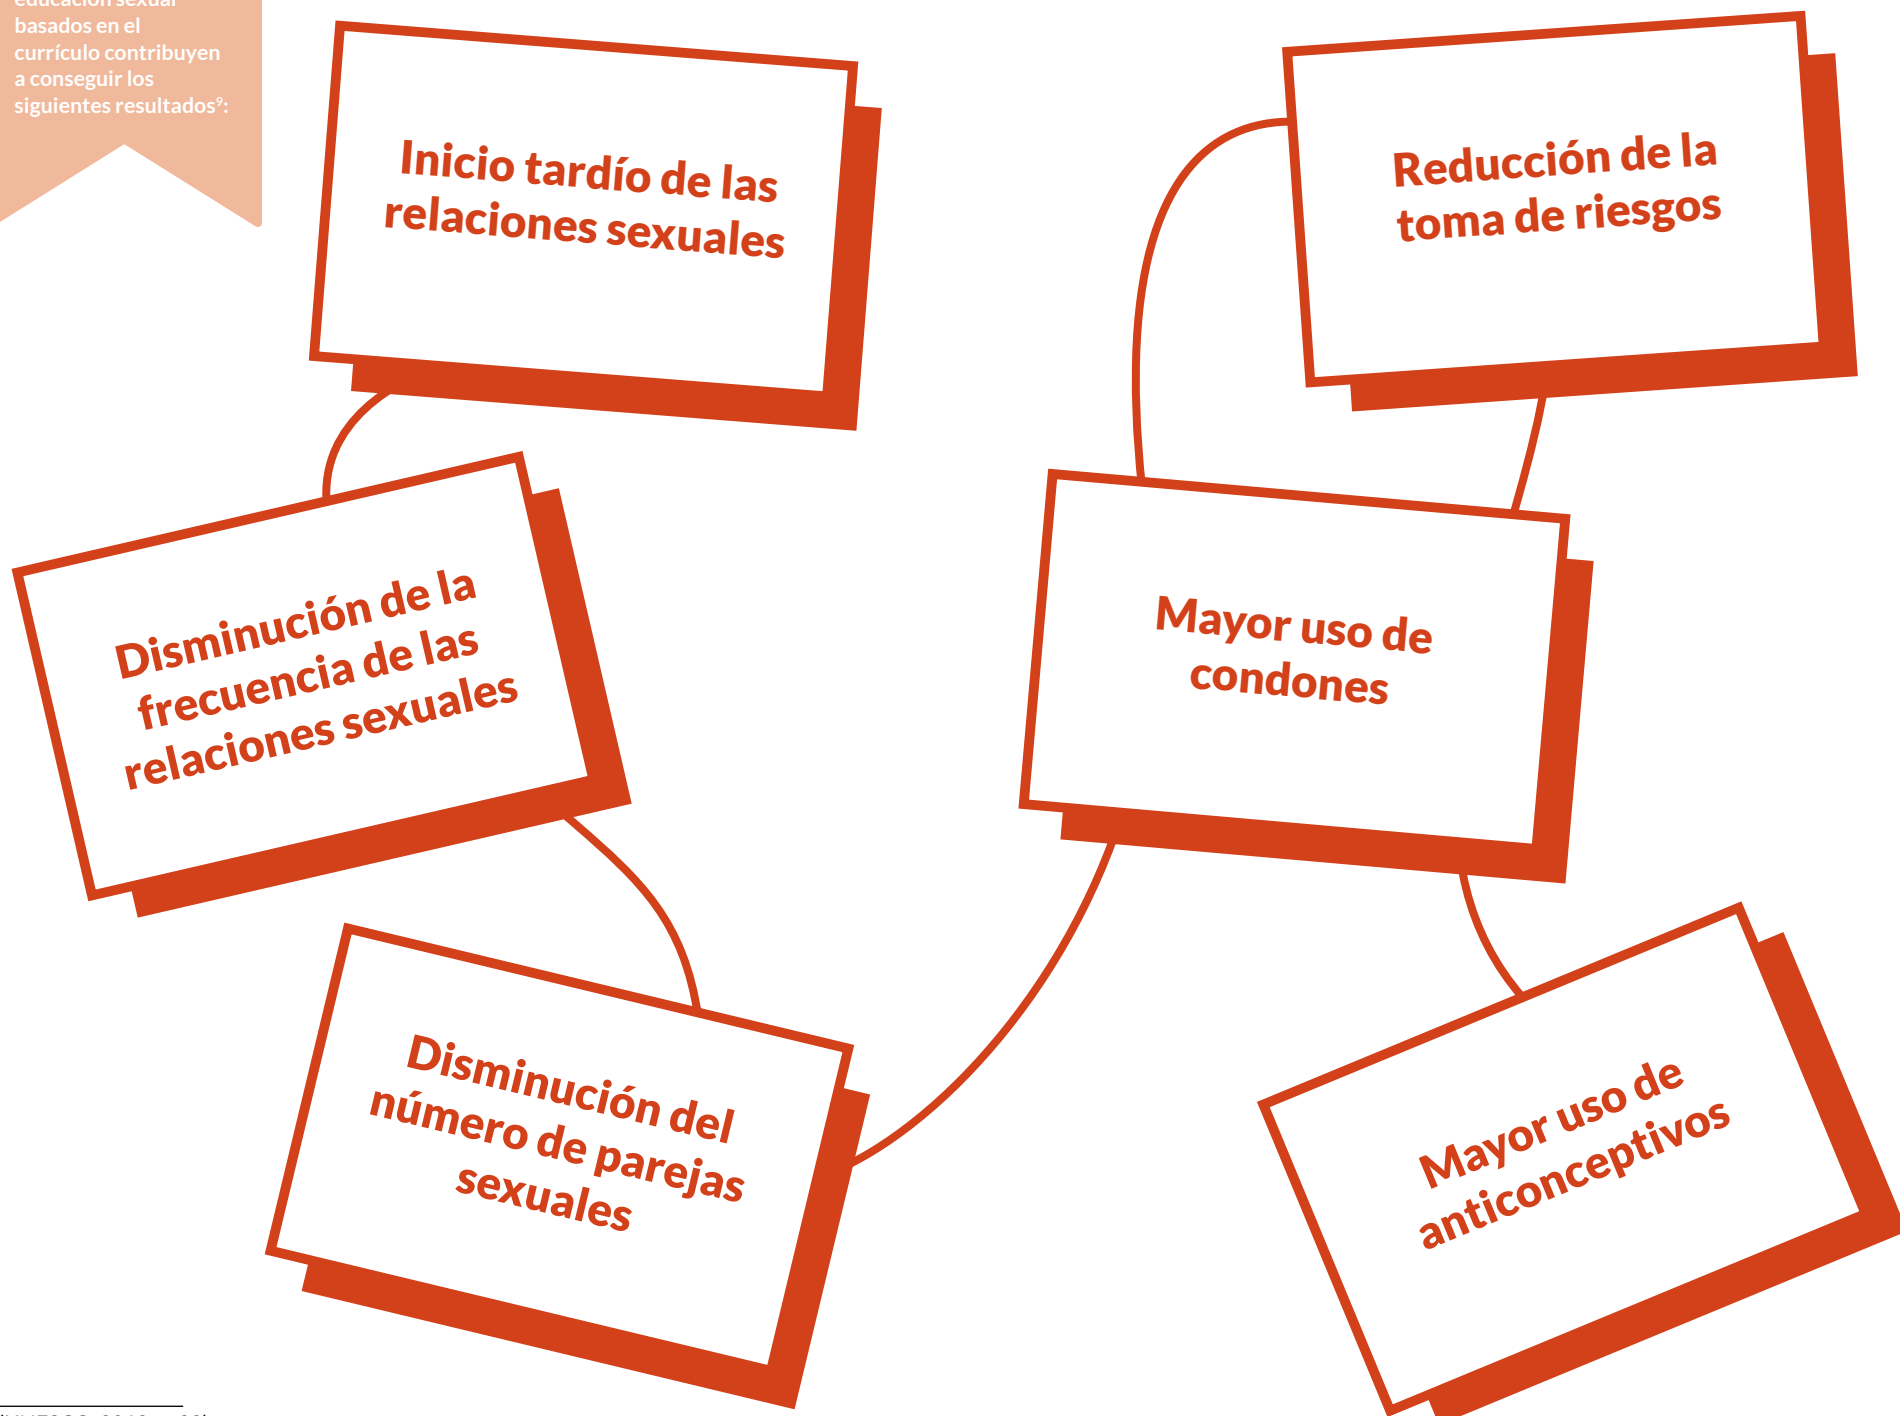 educación sexual
basados en el
currículo contribuyen
a conseguir los
siguientes resultados⁹:
Inicio tardío de las
relaciones sexuales
Reducción de la
toma de riesgos
Disminución de la
frecuencia de las
relaciones sexuales
Mayor uso de
condones
Disminución del
número de parejas
sexuales
Mayor uso de
anticonceptivos